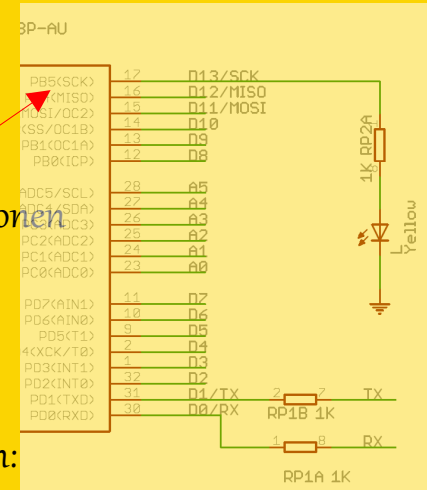 8P-AU
PB5(SCK) 17 D13/SCK
(MISO) 16 D12/MISO
MOSI/OC2) 15 D11/MOSI
(SS/OC1B) 14 D10
PB1(OC1A) 13 D9
PB0(ICP) 12 D8
ADC5/SCL) 28 A5
ADC4/SDA) 27 A4
onen
PC3(ADC3) 26 A3
PC2(ADC2) 25 A2
PC1(ADC1) 24 A1
PC0(ADC0) 23 A0
PD7(AIN1) 11 D7
PD6(AIN0) 10 D6
PD5(T1) 9 D5
4(XCK/T0) 2 D4
PD3(INT1) 1 D3
PD2(INT0) 32 D2
PD1(TXD) 31 D1/TX 2 7 TX
PD0(RXD) 30 D0/RX RP1B 1K
1 8 RX
RP1A 1K
n:
1K RP2A
8
L
Yellow